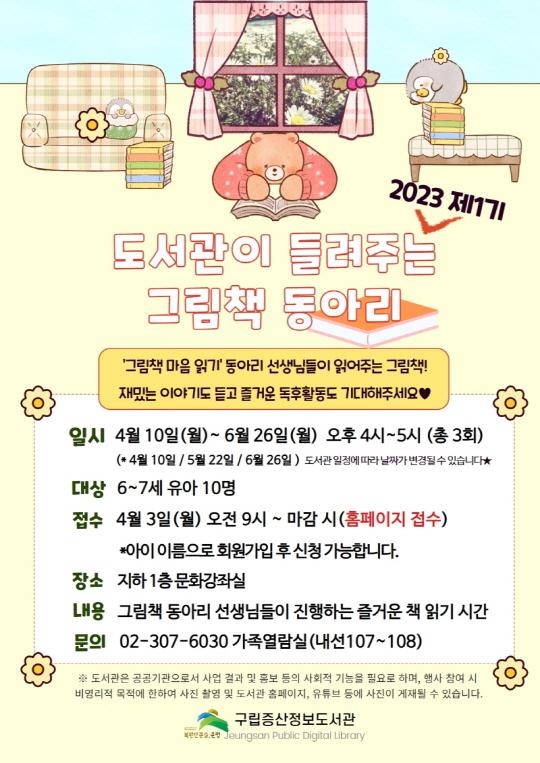 2023 제1기
도서관이 들려주는
그림책 동아리
'그림책 마음 읽기' 동아리 선생님들이 읽어주는 그림책!
재밌는 이야기도 듣고 즐거운 독후활동도 기대해주세요♥
일시 4월 10일(월)~ 6월 26일(월) 오후 4시~5시 (총 3회)
(* 4월 10일 / 5월 22일 / 6월 26일 ) 도서관 일정에 따라 날짜가 변경될 수 있습니다★
대상 6~7세 유아 10명
접수 4월 3일(월) 오전 9시 ~ 마감 시(홈페이지 접수)
*아이 이름으로 회원가입 후 신청 가능합니다.
장소 지하 1층 문화강좌실
내용 그림책 동아리 선생님들이 진행하는 즐거운 책 읽기 시간
문의 02-307-6030 가족열람실(내선107~108)
※ 도서관은 공공기관으로서 사업 결과 및 홍보 등의 사회적 기능을 필요로 하며, 행사 참여 시
비영리적 목적에 한하여 사진 촬영 및 도서관 홈페이지, 유튜브 등에 사진이 게재될 수 있습니다.
구립증산정보도서관
Jeungsan Public Digital Library